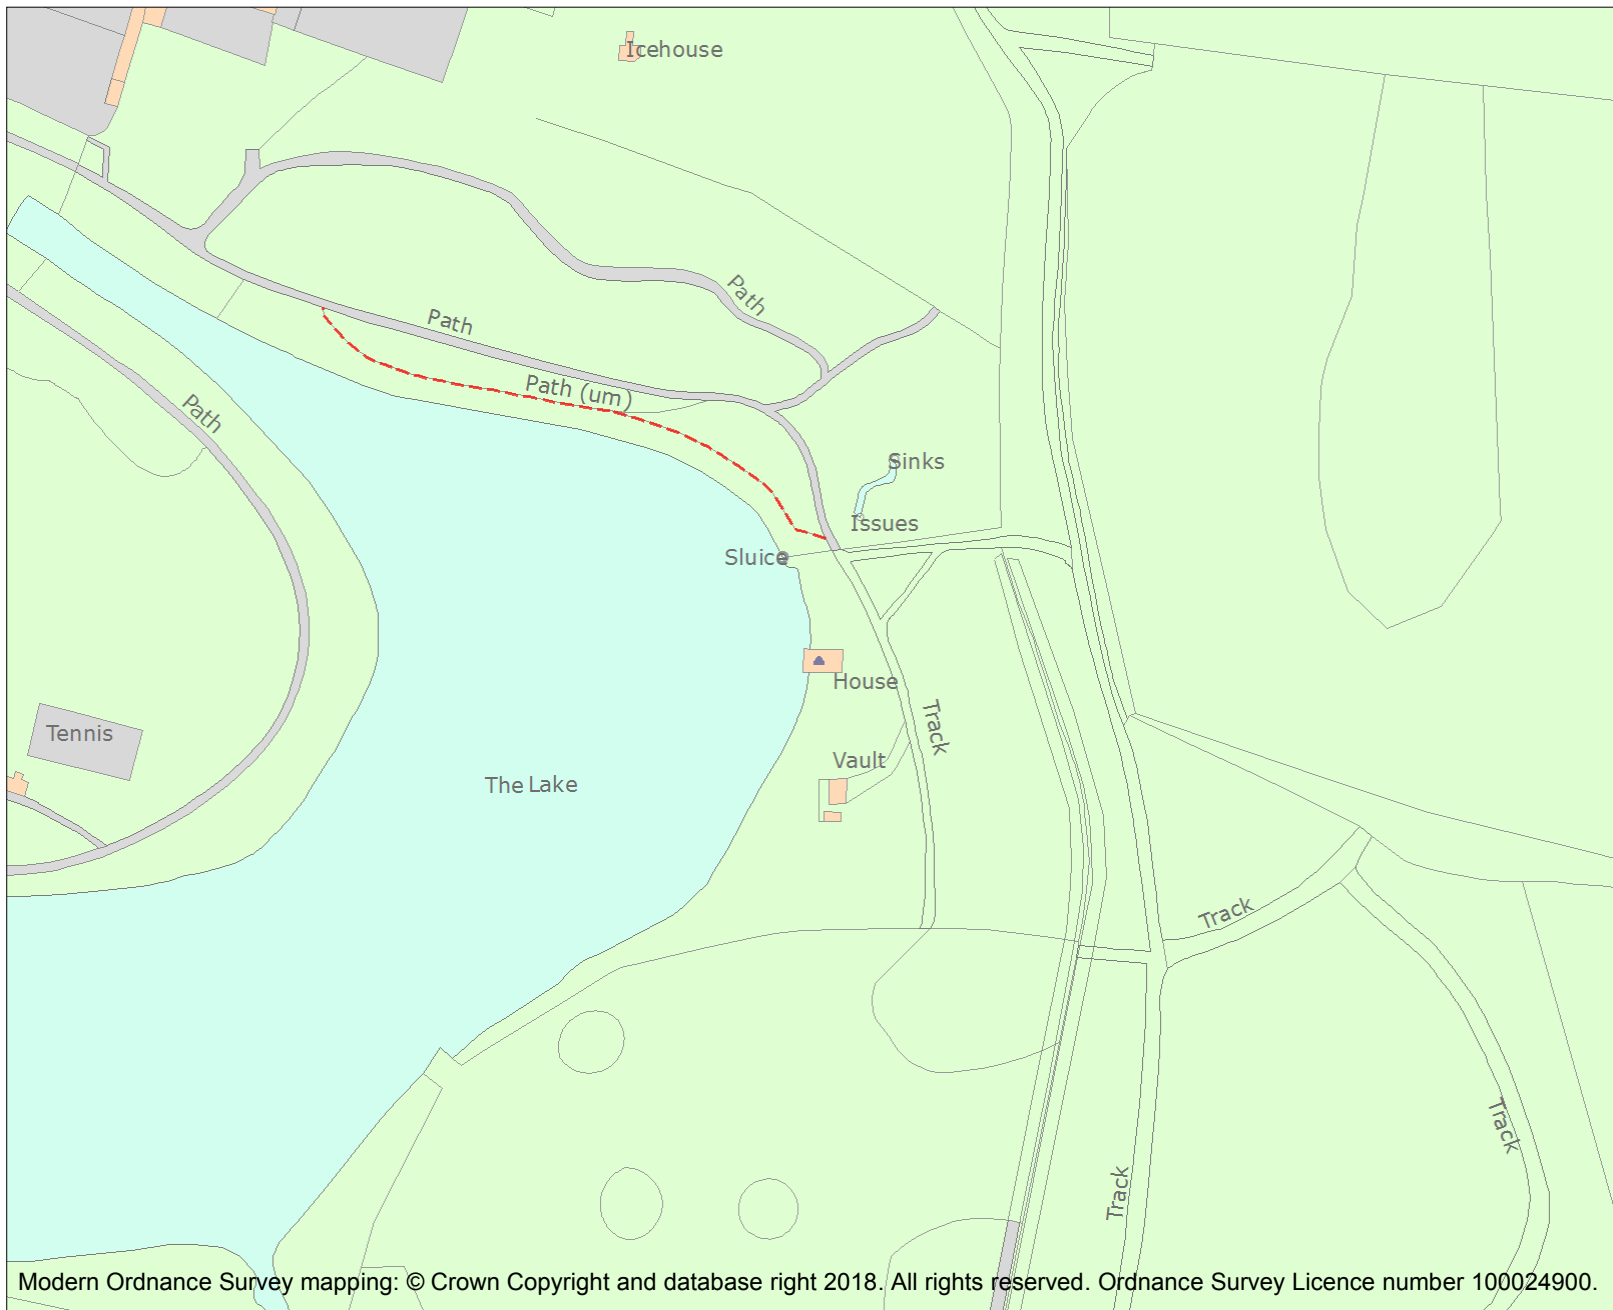 Icehouse
Path
Path
Path (um)
Path
Sinks
Issues
Sluice
House
Track
Tennis
Vault
The Lake
Track
Track
Track
Modern Ordnance Survey mapping: © Crown Copyright and database right 2018. All rights reserved. Ordnance Survey Licence number 100024900.